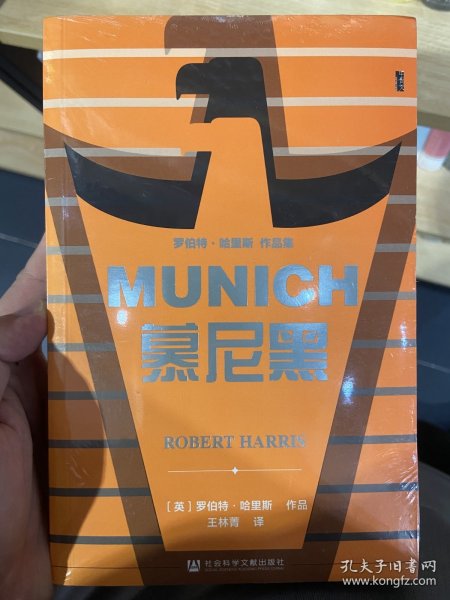 罗伯特·哈里斯 作品集
MUNICH
慕尼黑
ROBERT HARRIS
[英]罗伯特·哈里斯 作品
王林菁 译
社会科学文献出版社
孔夫子旧书网
www.kongfz.com